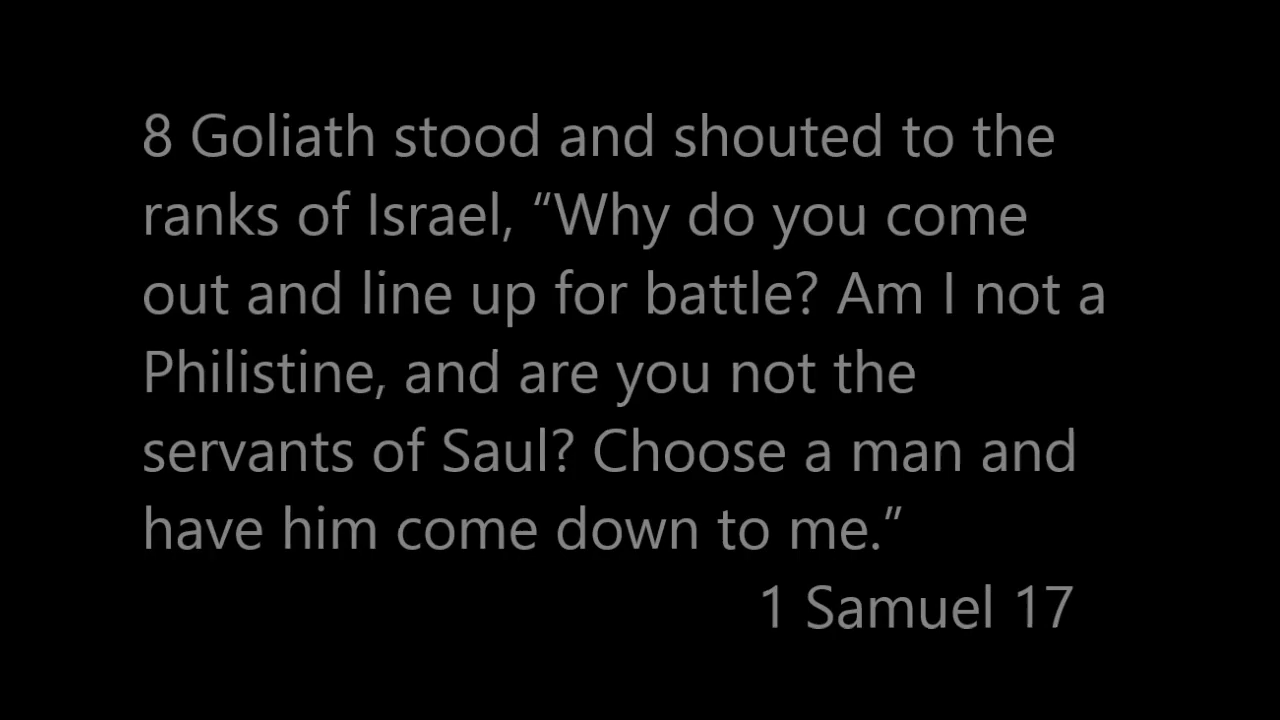 8 Goliath stood and shouted to the
ranks of Israel, “Why do you come
out and line up for battle? Am I not a
Philistine, and are you not the
servants of Saul? Choose a man and
have him come down to me.”
1 Samuel 17